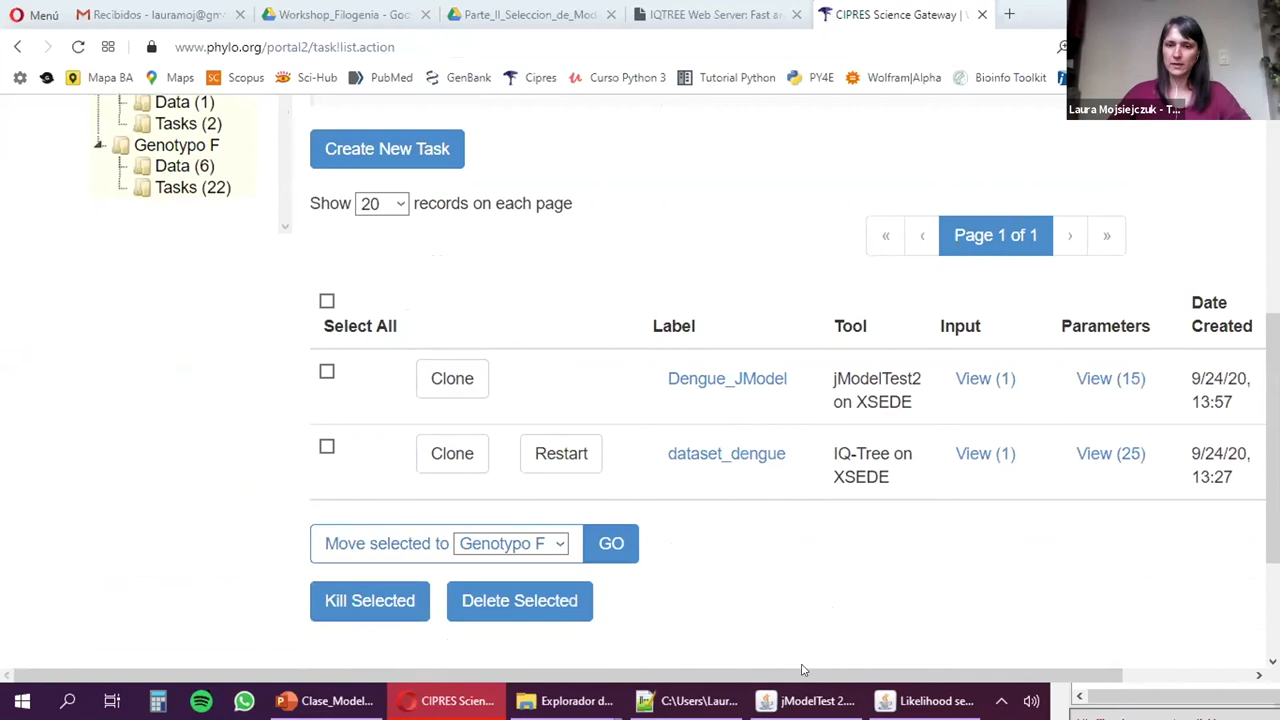 Menú
Recibidos - lauramoj@gm
Workshop_Filogenia - Goo
Parte_II_Seleccion_de_Mod
IQTREE Web Server: Fast an
CIPRES Science Gateway |
www.phylo.org/portal2/task!list.action
Mapa BA
Maps
Scopus
Sci-Hub
PubMed
GenBank
Cipres
Curso Python 3
Tutorial Python
PY4E
Wolfram|Alpha
Bioinfo Toolkit
Laura Mojsiejczuk - T...
Data (1)
Tasks (2)
Genotypo F
Data (6)
Tasks (22)
Create New Task
Show 20 records on each page
« ‹ Page 1 of 1 › »
Select All Label Tool Input Parameters Date Created
Clone Dengue_JModel jModelTest2 on XSEDE View (1) View (15) 9/24/20, 13:57
Clone Restart dataset_dengue IQ-Tree on XSEDE View (1) View (25) 9/24/20, 13:27
Move selected to Genotypo F GO
Kill Selected Delete Selected
Clase_Model...
CIPRES Scien...
Explorador d...
C:\Users\Laur...
jModelTest 2....
Likelihood se...